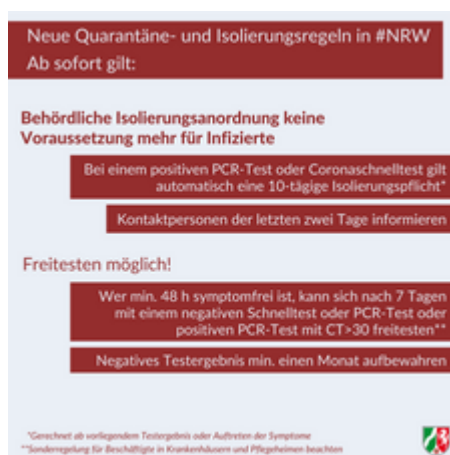 Neue Quarantäne- und Isolierungsregeln in #NRW
Ab sofort gilt:
Behördliche Isolierungsanordnung keine
Voraussetzung mehr für Infizierte
Bei einem positiven PCR-Test oder Coronaschnelltest gilt
automatisch eine 10-tägige Isolierungspflicht*
Kontaktpersonen der letzten zwei Tage informieren
Freitesten möglich!
Wer min. 48 h symptomfrei ist, kann sich nach 7 Tagen
mit einem negativen Schnelltest oder PCR-Test oder
positiven PCR-Test mit CT>30 freitesten**
Negatives Testergebnis min. einen Monat aufbewahren
*Gerechnet ab vorliegendem Testergebnis oder Auftreten der Symptome
**Sonderregelung für Beschäftigte in Krankenhäusern und Pflegeheimen beachten